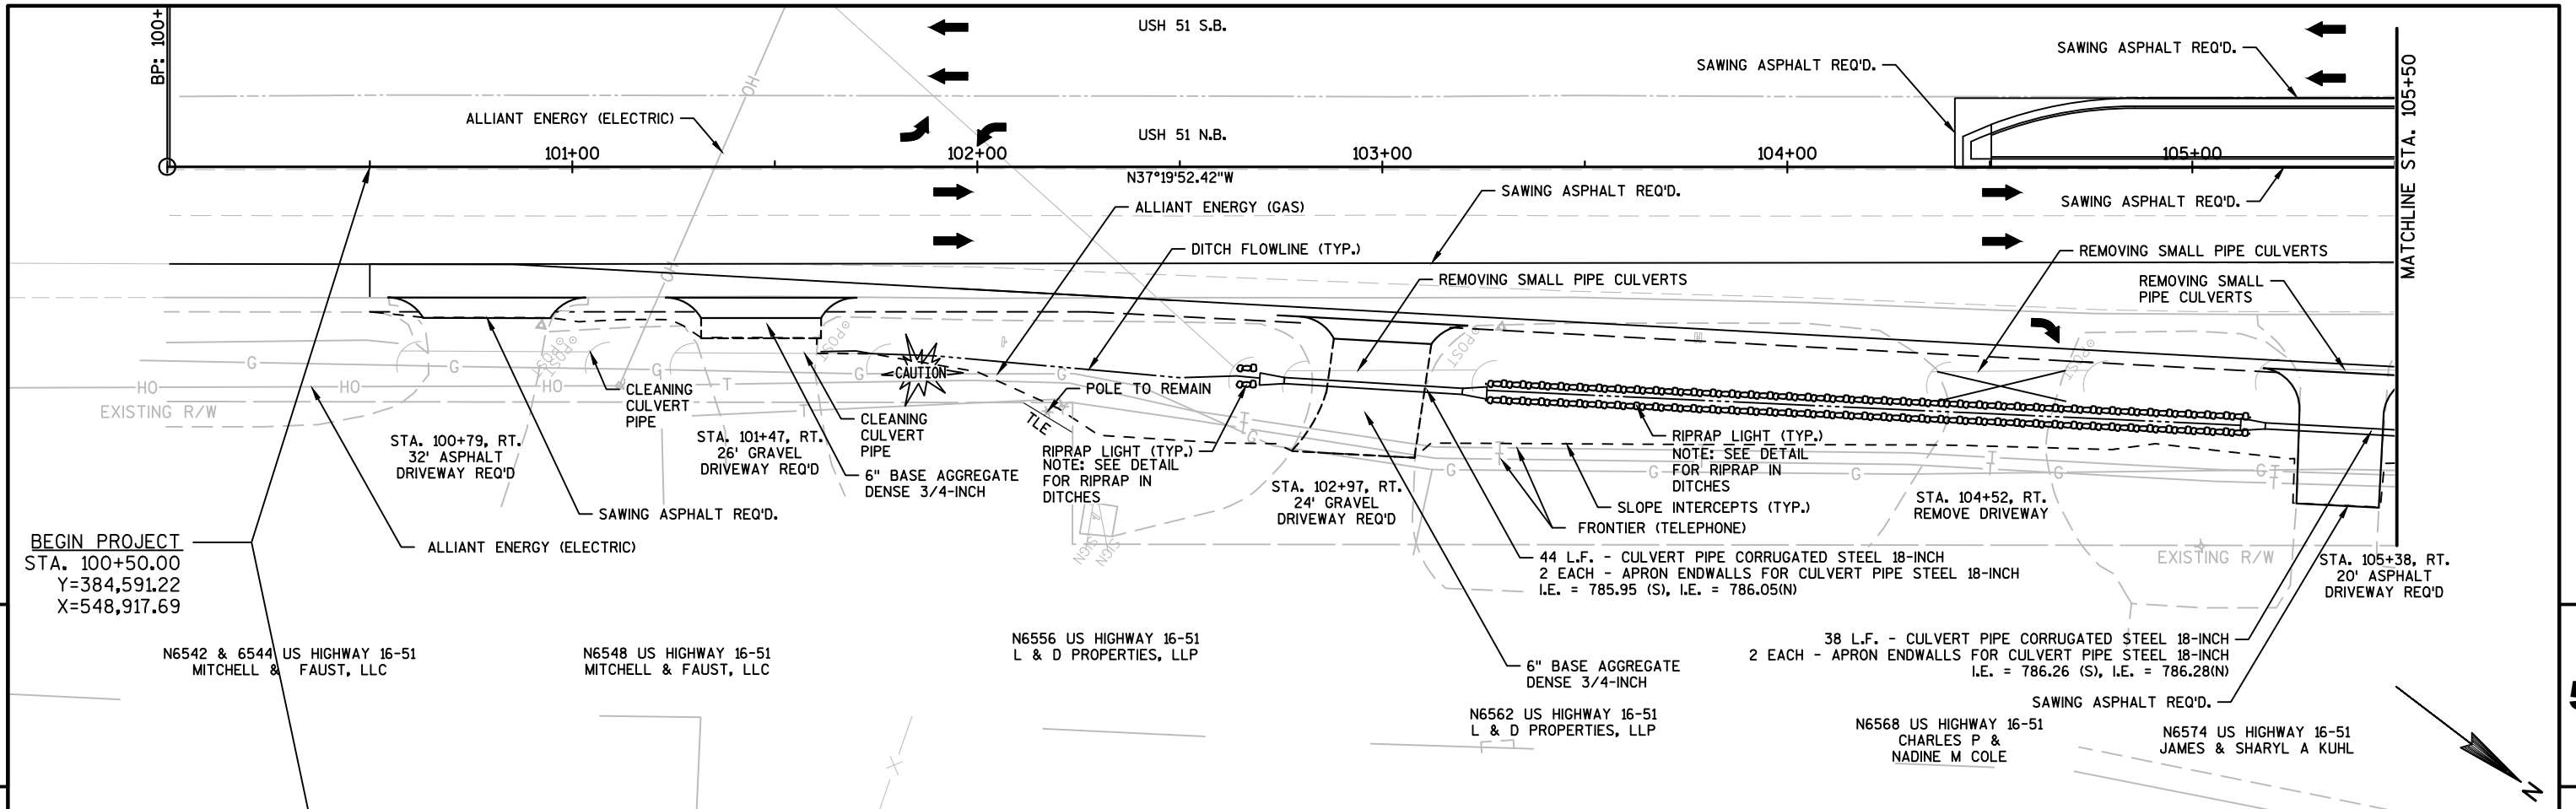 BP: 100+
USH 51 S.B.
SAWING ASPHALT REQ'D.
SAWING ASPHALT REQ'D.
MATCHLINE STA. 105+50
OH
ALLIANT ENERGY (ELECTRIC)
USH 51 N.B.
101+00
102+00
103+00
104+00
105+00
N37°19'52.42"W
SAWING ASPHALT REQ'D.
SAWING ASPHALT REQ'D.
ALLIANT ENERGY (GAS)
DITCH FLOWLINE (TYP.)
REMOVING SMALL PIPE CULVERTS
REMOVING SMALL PIPE CULVERTS
REMOVING SMALL
PIPE CULVERTS
OH
POST
POST
POST
POST
POST
G
G
G
G
G
CAUTION
HO
HO
HO
T
T
EXISTING R/W
CLEANING
CULVERT
PIPE
CLEANING
CULVERT
PIPE
POLE TO REMAIN
TLE
STA. 100+79, RT.
32' ASPHALT
DRIVEWAY REQ'D
STA. 101+47, RT.
26' GRAVEL
DRIVEWAY REQ'D
6" BASE AGGREGATE
DENSE 3/4-INCH
RIPRAP LIGHT (TYP.)
NOTE: SEE DETAIL
FOR RIPRAP IN
DITCHES
T
G
RIPRAP LIGHT (TYP.)
NOTE: SEE DETAIL
FOR RIPRAP IN
DITCHES
G
T
G
G
T
G
G
T
STA. 102+97, RT.
24' GRAVEL
DRIVEWAY REQ'D
SLOPE INTERCEPTS (TYP.)
FRONTIER (TELEPHONE)
STA. 104+52, RT.
REMOVE DRIVEWAY
SAWING ASPHALT REQ'D.
ALLIANT ENERGY (ELECTRIC)
SIGN
SIGN
BEGIN PROJECT
STA. 100+50.00
Y=384,591.22
X=548,917.69
44 L.F. - CULVERT PIPE CORRUGATED STEEL 18-INCH
2 EACH - APRON ENDWALLS FOR CULVERT PIPE STEEL 18-INCH
I.E. = 785.95 (S), I.E. = 786.05(N)
EXISTING R/W
STA. 105+38, RT.
20' ASPHALT
DRIVEWAY REQ'D
N6542 & 6544 US HIGHWAY 16-51
MITCHELL & FAUST, LLC
N6548 US HIGHWAY 16-51
MITCHELL & FAUST, LLC
N6556 US HIGHWAY 16-51
L & D PROPERTIES, LLP
38 L.F. - CULVERT PIPE CORRUGATED STEEL 18-INCH
2 EACH - APRON ENDWALLS FOR CULVERT PIPE STEEL 18-INCH
I.E. = 786.26 (S), I.E. = 786.28(N)
6" BASE AGGREGATE
DENSE 3/4-INCH
SAWING ASPHALT REQ'D.
N6562 US HIGHWAY 16-51
L & D PROPERTIES, LLP
N6568 US HIGHWAY 16-51
CHARLES P &
NADINE M COLE
N6574 US HIGHWAY 16-51
JAMES & SHARYL A KUHL
X
N